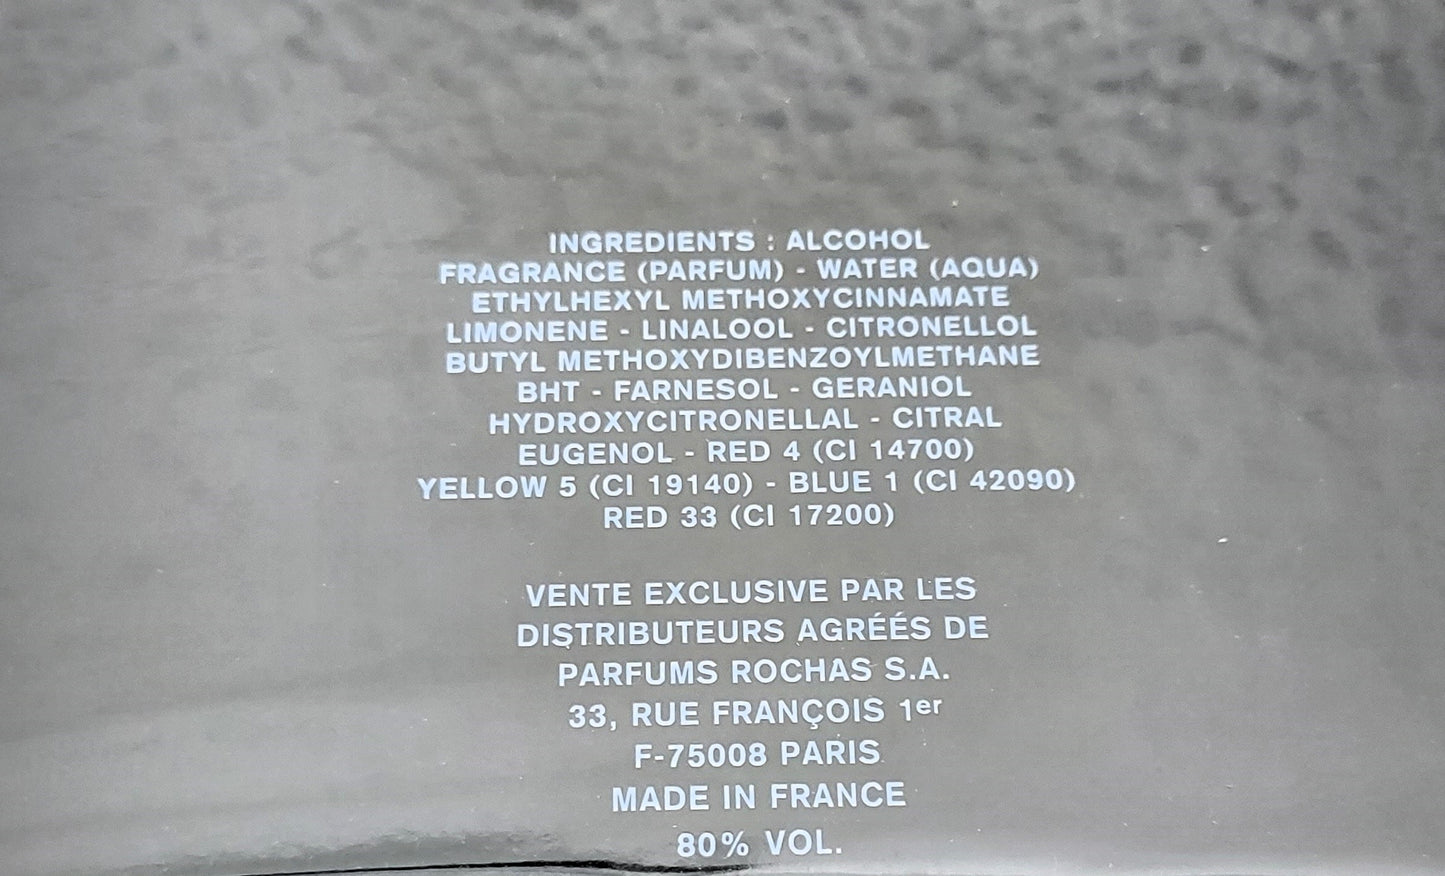 INGREDIENTS : ALCOHOL
FRAGRANCE (PARFUM) - WATER (AQUA)
ETHYLHEXYL METHOXYCINNAMATE
LIMONENE - LINALOOL - CITRONELLOL
BUTYL METHOXYDIBENZOYLMETHANE
BHT - FARNESOL - GERANIOL
HYDROXYCITRONELLAL - CITRAL
EUGENOL - RED 4 (CI 14700)
YELLOW 5 (CI 19140) - BLUE 1 (CI 42090)
RED 33 (CI 17200)
VENTE EXCLUSIVE PAR LES
DISTRIBUTEURS AGRÉÉS DE
PARFUMS ROCHAS S.A.
33, RUE FRANÇOIS 1er
F-75008 PARIS
MADE IN FRANCE
80% VOL.